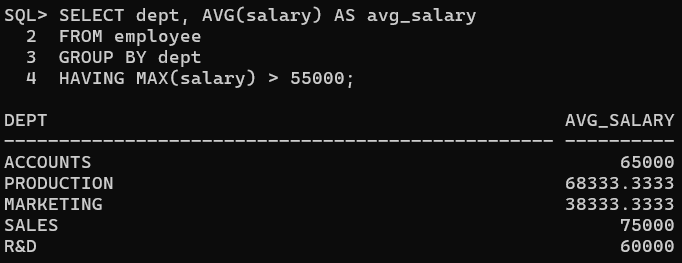 SQL> SELECT dept, AVG(salary) AS avg_salary
  2  FROM employee
  3  GROUP BY dept
  4  HAVING MAX(salary) > 55000;

DEPT                                               AVG_SALARY
-------------------------------------------------- ----------
ACCOUNTS                                                65000
PRODUCTION                                         68333.3333
MARKETING                                          38333.3333
SALES                                                   75000
R&D                                                     60000